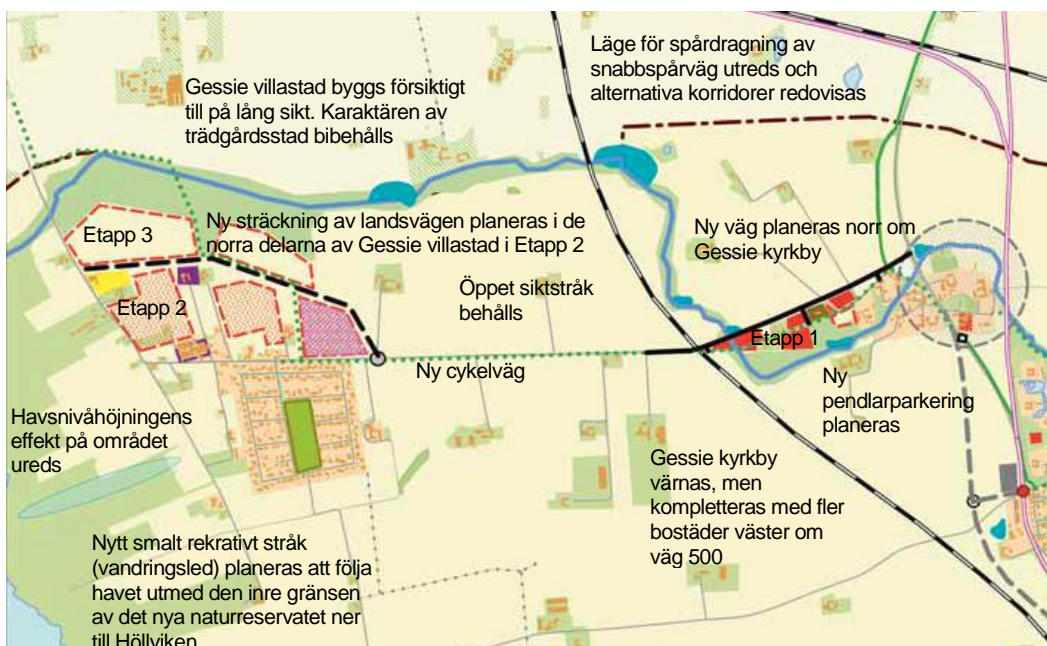 Läge för spårdragning av
snabbspårväg utreds och
alternativa korridorer redovisas
Gessie villastad byggs försiktigt
till på lång sikt. Karaktären av
trädgårdsstad bibehålls
Etapp 3
Ny sträckning av landsvägen planeras i de
norra delarna av Gessie villastad i Etapp 2
Ny väg planeras norr om
Gessie kyrkby
Etapp 2
Öppet siktstråk
behålls
Etapp 1
Ny cykelväg
Ny
pendlarparkering
planeras
Havsnivåhöjningens
effekt på området
ureds
Gessie kyrkby
värnas, men
kompletteras med fler
bostäder väster om
väg 500
Nytt smalt rekrativt stråk
(vandringsled) planeras att följa
havet utmed den inre gränsen
av det nya naturreservatet ner
till Höllviken